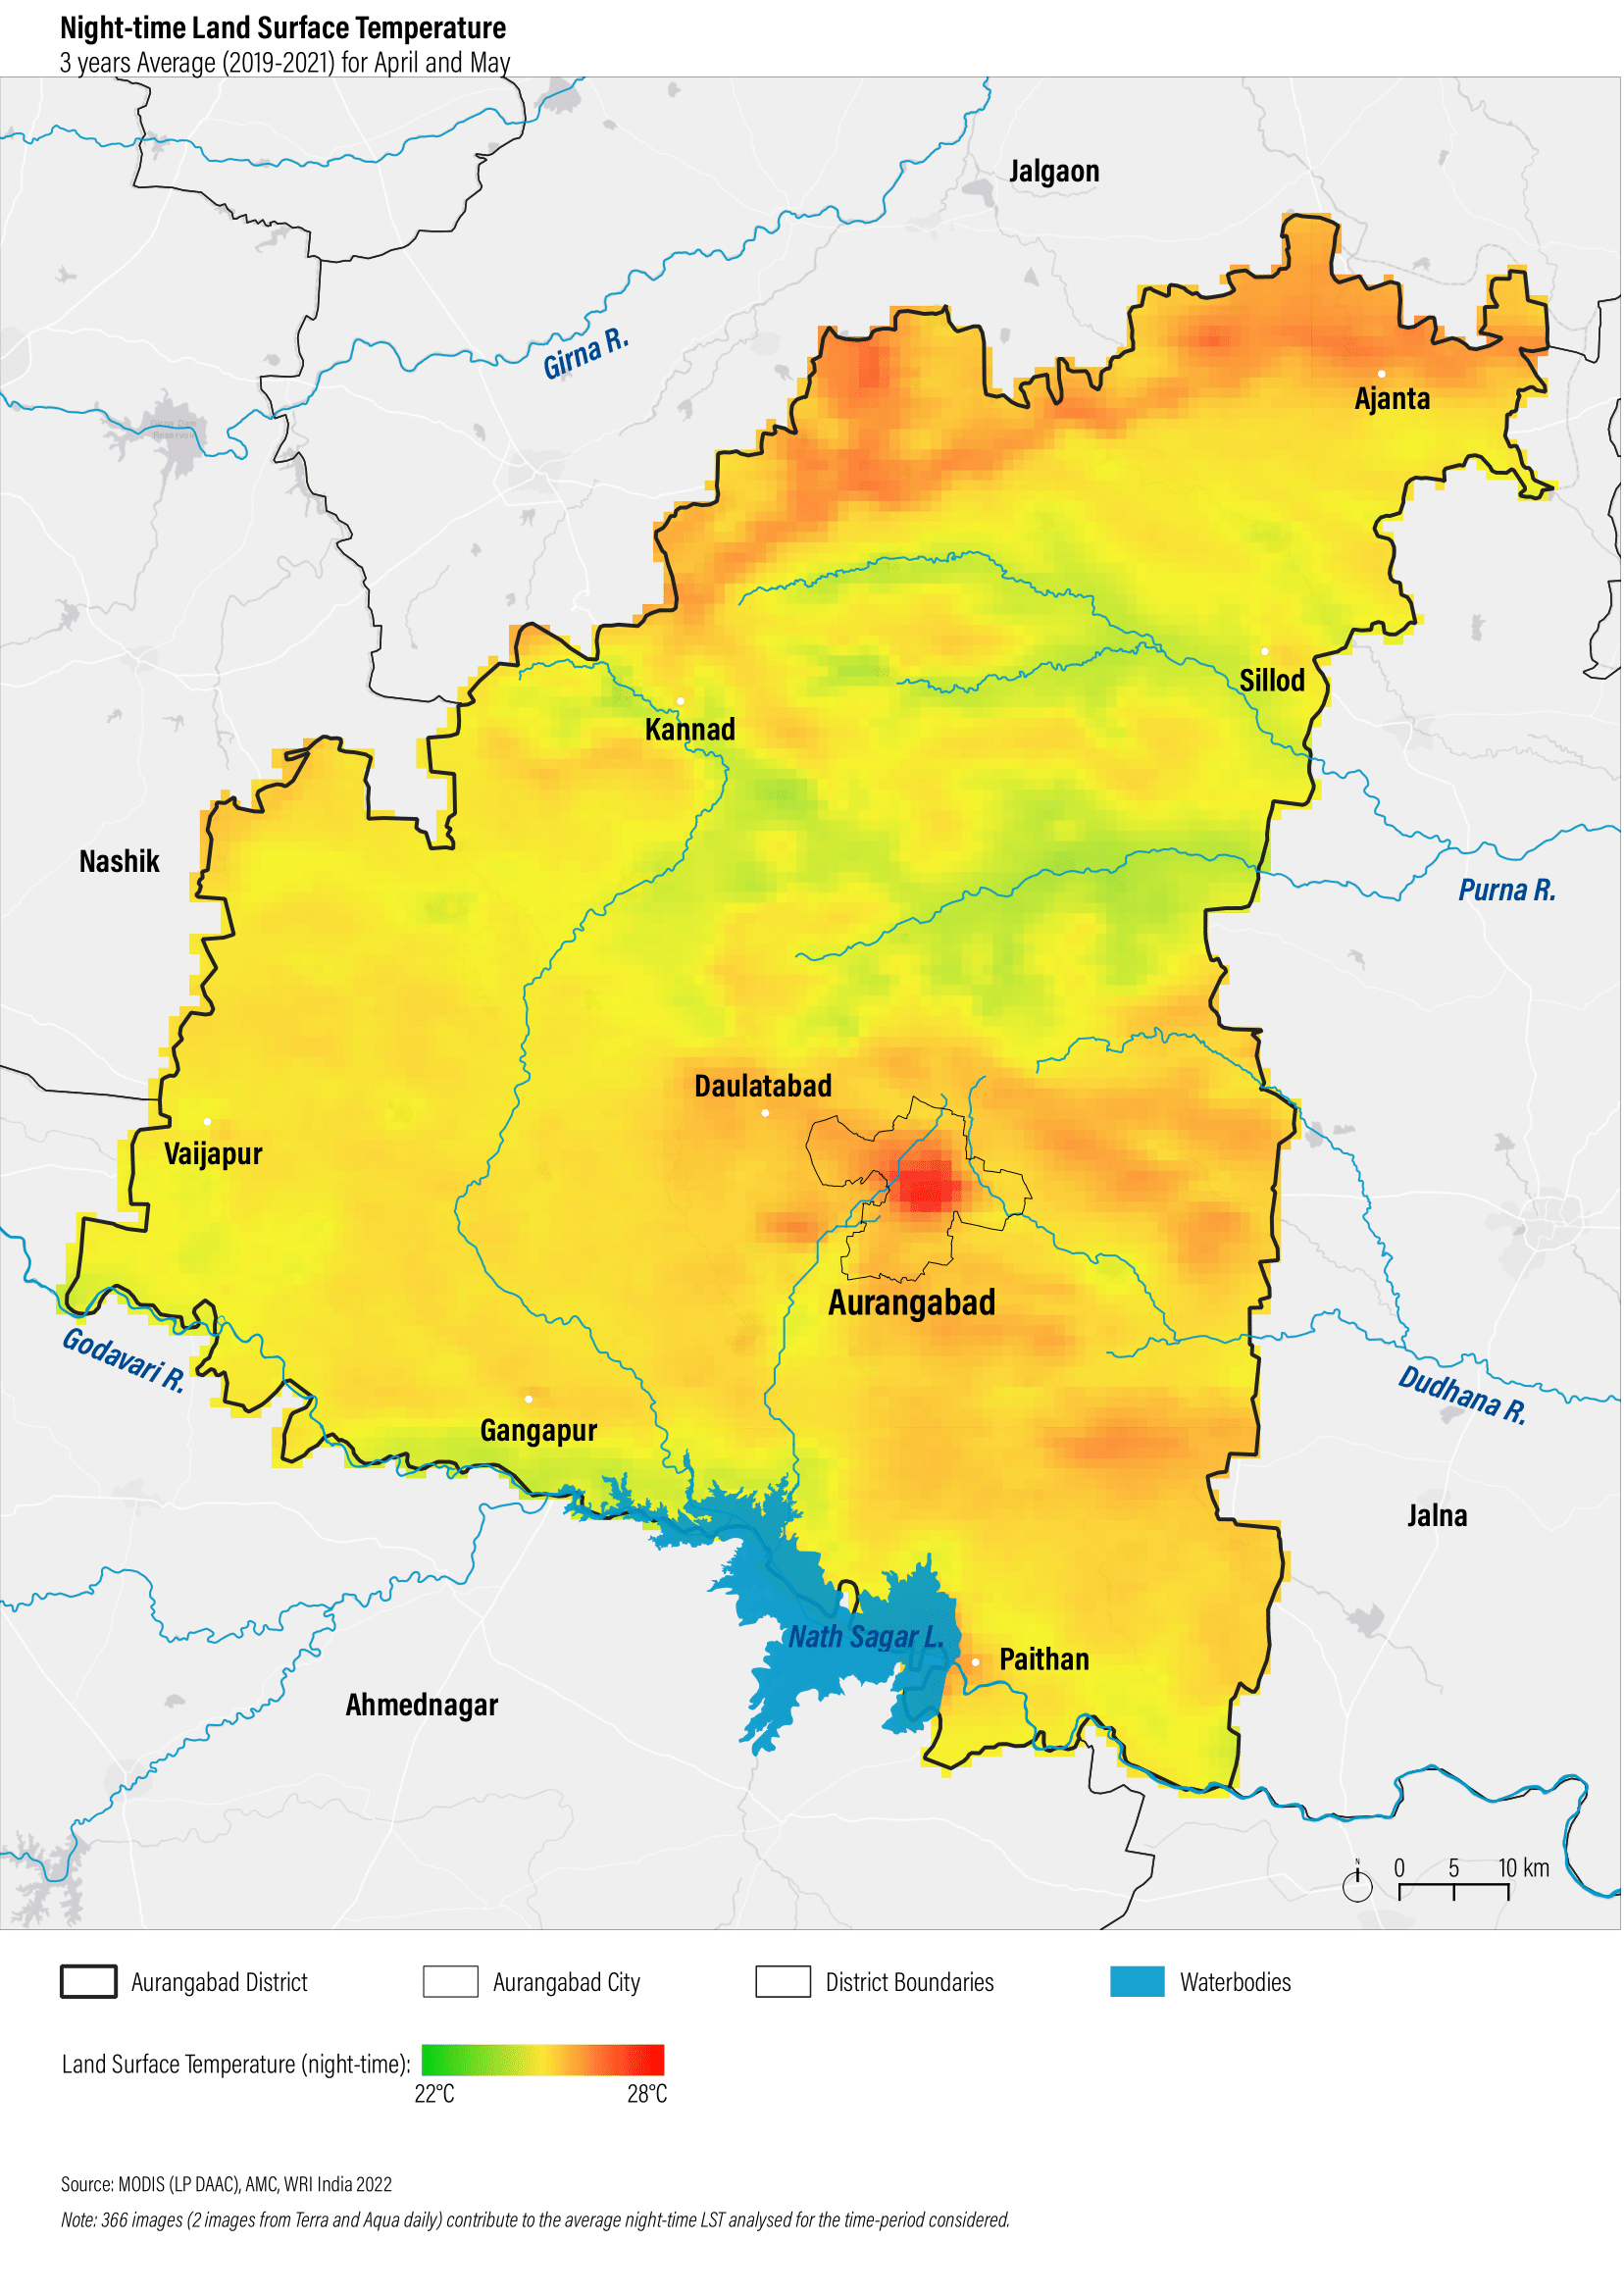 Night-time Land Surface Temperature
3 years Average (2019-2021) for April and May
Jalgaon
Girna R.
Ajanta
Girna Dam
Reservoir
Sillod
Kannad
Nashik
Purna R.
Daulatabad
Vaijapur
Aurangabad
Godavari R.
Dudhana R.
Gangapur
Jalna
Nath Sagar L.
Paithan
Ahmednagar
N
0 5 10 km
Aurangabad District
Aurangabad City
District Boundaries
Waterbodies
Land Surface Temperature (night-time):
22°C 28°C
Source: MODIS (LP DAAC), AMC, WRI India 2022
Note: 366 images (2 images from Terra and Aqua daily) contribute to the average night-time LST analysed for the time-period considered.